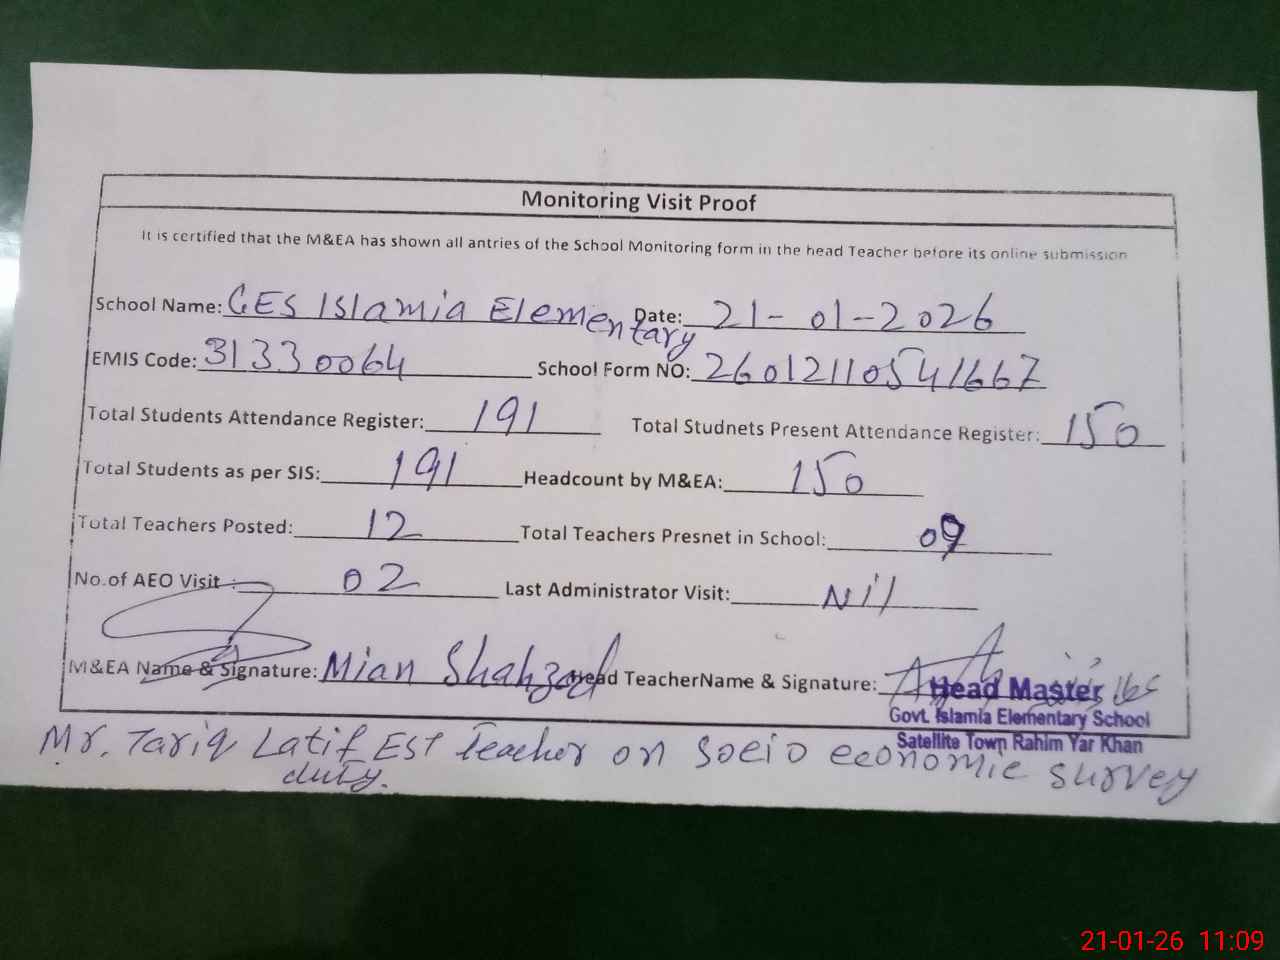 Monitoring Visit Proof
It is certified that the M&EA has shown all antries of the School Monitoring form in the head Teacher before its online submission
School Name: GES Islamia Elementary Date: 21-01-2026
EMIS Code: 31330064 School Form NO: 26012110541667
Total Students Attendance Register: 191 Total Studnets Present Attendance Register: 150
Total Students as per SIS: 191 Headcount by M&EA: 150
Total Teachers Posted: 12 Total Teachers Presnet in School: 09
No.of AEO Visit : 02 Last Administrator Visit: Nil
M&EA Name & Signature: Mian Shahzad Head TeacherName & Signature:
Head Master
Govt. Islamia Elementary School
Satellite Town Rahim Yar Khan
Mr. Tariq Latif EST Teacher on Socio economic survey
duty.
21-01-26 11:09